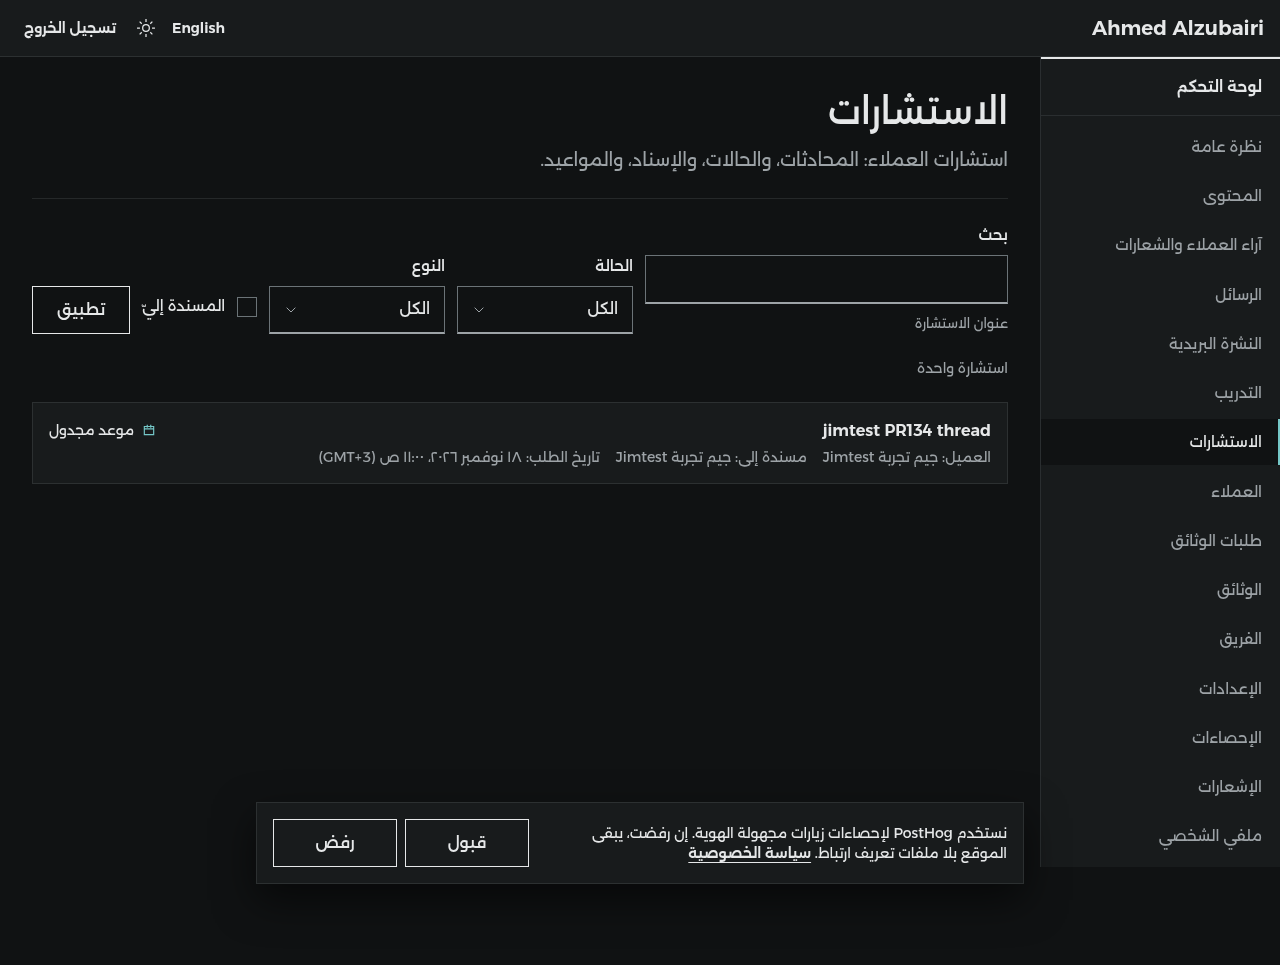 Ahmed Alzubairi
English
تسجيل الخروج
لوحة التحكم
نظرة عامة
المحتوى
آراء العملاء والشعارات
الرسائل
النشرة البريدية
التدريب
الاستشارات
العملاء
طلبات الوثائق
الوثائق
الفريق
الإعدادات
الإحصاءات
الإشعارات
ملفي الشخصي
الاستشارات
استشارات العملاء: المحادثات، والحالات، والإسناد، والمواعيد.
بحث
عنوان الاستشارة
الحالة
الكل
النوع
الكل
المسندة إليّ
تطبيق
استشارة واحدة
jimtest PR134 thread
موعد مجدول
العميل: جيم تجربة Jimtest مسندة إلى: جيم تجربة Jimtest تاريخ الطلب: ١٨ نوفمبر ٢٠٢٦، ١١:٠٠ ص (GMT+3)
نستخدم PostHog لإحصاءات زيارات مجهولة الهوية. إن رفضت، يبقى
الموقع بلا ملفات تعريف ارتباط. سياسة الخصوصية
قبول
رفض